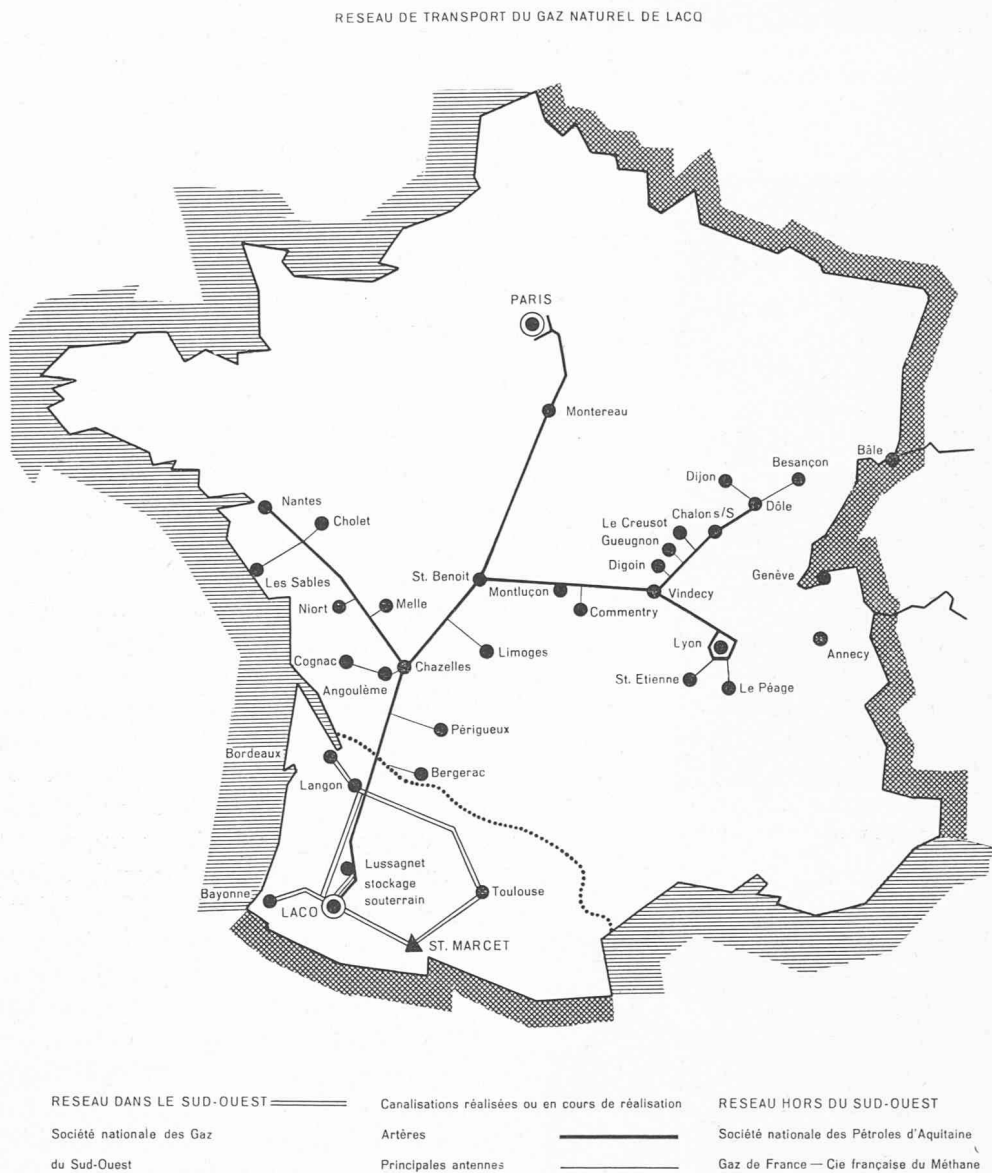 RESEAU DE TRANSPORT DU GAZ NATUREL DE LACQ
PARIS
Montereau
Bâle
Besançon
Dijon
Nantes
Dôle
Chalon s/S
Cholet
Le Creusot
Gueugnon
Digoin
St. Benoit
Genève
Les Sables
Montluçon
Vindecy
Niort
Melle
Commentry
Lyon
Annecy
Limoges
Cognac
Chazelles
St. Etienne
Le Péage
Angoulème
Périgueux
Bordeaux
Bergerac
Langon
Lussagnet
stockage
souterrain
Toulouse
Bayonne
LACQ
ST. MARCET
RESEAU DANS LE SUD-OUEST
Canalisations réalisées ou en cours de réalisation
RESEAU HORS DU SUD-OUEST
Société nationale des Gaz
Artères
Société nationale des Pétroles d'Aquitaine
du Sud-Ouest
Principales antennes
Gaz de France — Cie française du Méthane